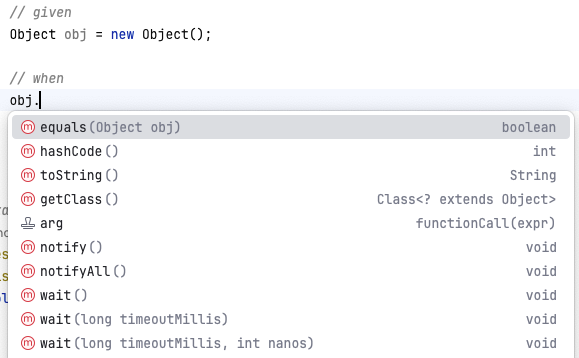 // given
Object obj = new Object();
// when
obj.
equals(Object obj) boolean
hashCode() int
toString() String
getClass() Class<? extends Object>
arg functionCall(expr)
notify() void
notifyAll() void
wait() void
wait(long timeoutMillis) void
wait(long timeoutMillis, int nanos) void